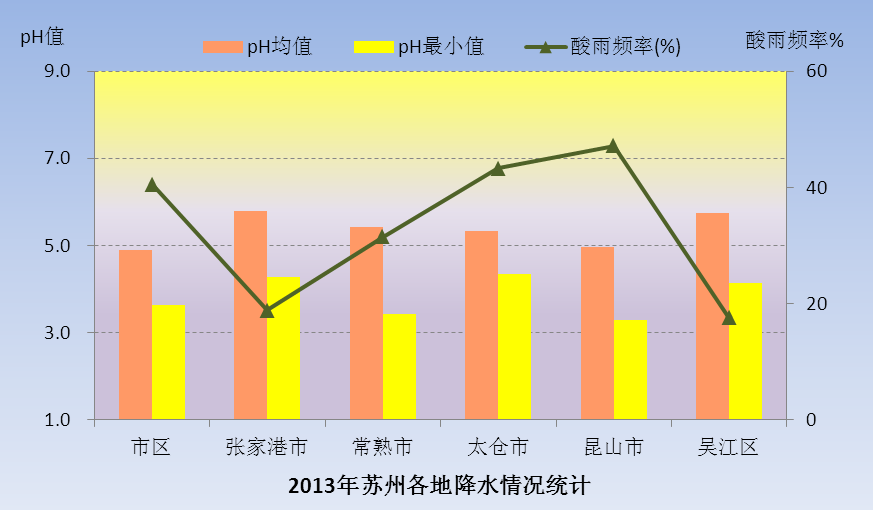 pH值
酸雨频率%
pH均值
pH最小值
酸雨频率(%)
9.0
7.0
5.0
3.0
1.0
60
40
20
0
市区
张家港市
常熟市
太仓市
昆山市
吴江区
2013年苏州各地降水情况统计